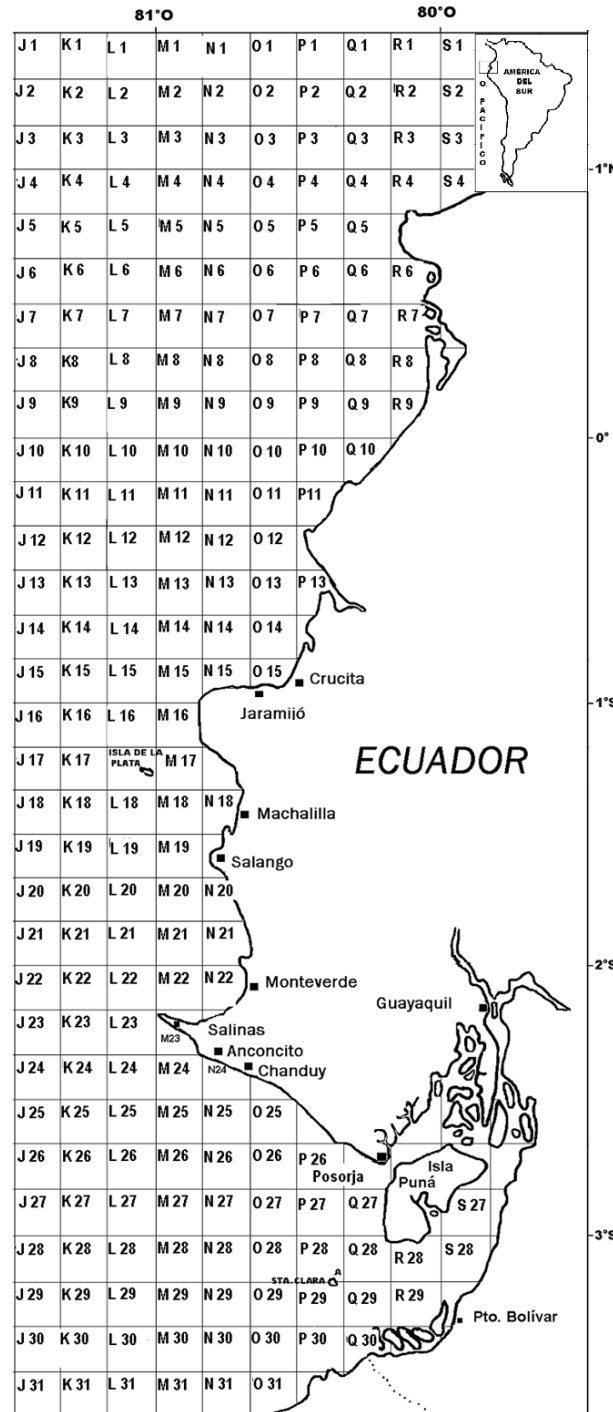 81°O 80°O
J 1 K 1 L 1 M 1 N 1 O 1 P 1 Q 1 R 1 S 1
AMÉRICA
DEL
SUR
O. PACIFICO
J 2 K 2 L 2 M 2 N 2 O 2 P 2 Q 2 R 2 S 2
J 3 K 3 L 3 M 3 N 3 O 3 P 3 Q 3 R 3 S 3
1°N
J 4 K 4 L 4 M 4 N 4 O 4 P 4 Q 4 R 4 S 4
J 5 K 5 L 5 M 5 N 5 O 5 P 5 Q 5
J 6 K 6 L 6 M 6 N 6 O 6 P 6 Q 6 R 6
J 7 K 7 L 7 M 7 N 7 O 7 P 7 Q 7 R 7
J 8 K8 L 8 M 8 N 8 O 8 P 8 Q 8 R 8
J 9 K9 L 9 M 9 N 9 O 9 P 9 Q 9 R 9
0°
J 10 K 10 L 10 M 10 N 10 O 10 P 10 Q 10
J 11 K 11 L 11 M 11 N 11 O 11 P11
J 12 K 12 L 12 M 12 N 12 O 12
J 13 K 13 L 13 M 13 N 13 O 13 P 13
J 14 K 14 L 14 M 14 N 14 O 14
J 15 K 15 L 15 M 15 N 15 O 15 Crucita
Jaramijó
1°S
J 16 K 16 L 16 M 16
ISLA DE LA
PLATA
J 17 K 17 M 17 ECUADOR
J 18 K 18 L 18 M 18 N 18 Machalilla
J 19 K 19 L 19 M 19 Salango
J 20 K 20 L 20 M 20 N 20
J 21 K 21 L 21 M 21 N 21
2°S
J 22 K 22 L 22 M 22 N 22 Monteverde
Guayaquil
J 23 K 23 L 23 M23 Salinas
Anconcito
J 24 K 24 L 24 M 24 N24 Chanduy
J 25 K 25 L 25 M 25 N 25 O 25
J 26 K 26 L 26 M 26 N 26 O 26 P 26
Posorja
Isla
Puná
J 27 K 27 L 27 M 27 N 27 O 27 P 27 Q 27 S 27
3°S
J 28 K 28 L 28 M 28 N 28 O 28 P 28 Q 28 R 28 S 28
STA. CLARA A
J 29 K 29 L 29 M 29 N 29 O 29 P 29 Q 29 R 29
Pto. Bolívar
J 30 K 30 L 30 M 30 N 30 O 30 P 30 Q 30
J 31 K 31 L 31 M 31 N 31 O 31